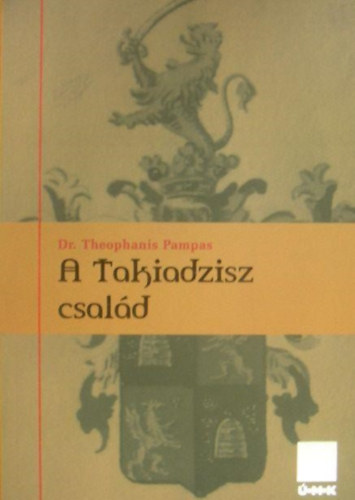 Dr. Theophanis Pampas
A Takiadzisz
család
Ú·M·K